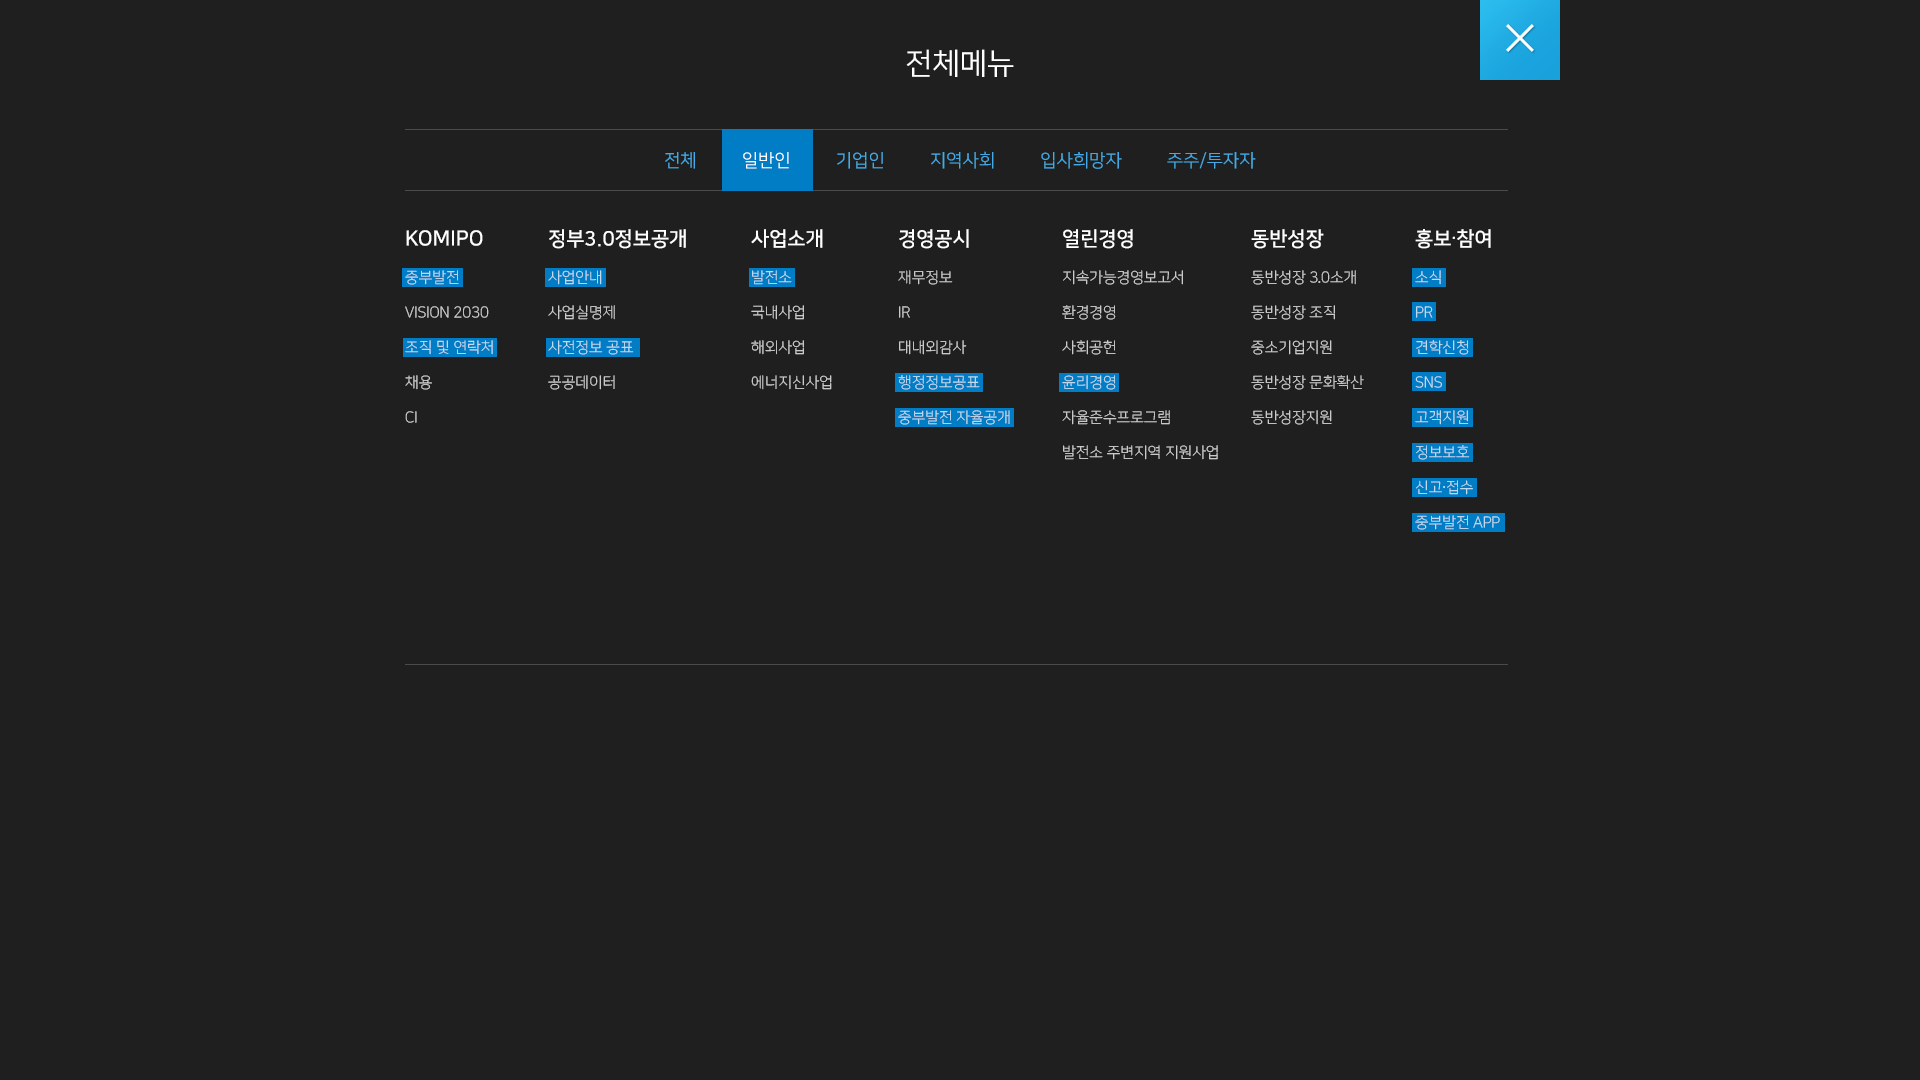 전체메뉴
전체 일반인 기업인 지역사회 입사희망자 주주/투자자
KOMIPO
중부발전
VISION 2030
조직 및 연락처
채용
CI
정부3.0정보공개
사업안내
사업실명제
사전정보 공표
공공데이터
사업소개
발전소
국내사업
해외사업
에너지신사업
경영공시
재무정보
IR
대내외감사
행정정보공표
중부발전 자율공개
열린경영
지속가능경영보고서
환경경영
사회공헌
윤리경영
자율준수프로그램
발전소 주변지역 지원사업
동반성장
동반성장 3.0소개
동반성장 조직
중소기업지원
동반성장 문화확산
동반성장지원
홍보·참여
소식
PR
견학신청
SNS
고객지원
정보보호
신고·접수
중부발전 APP